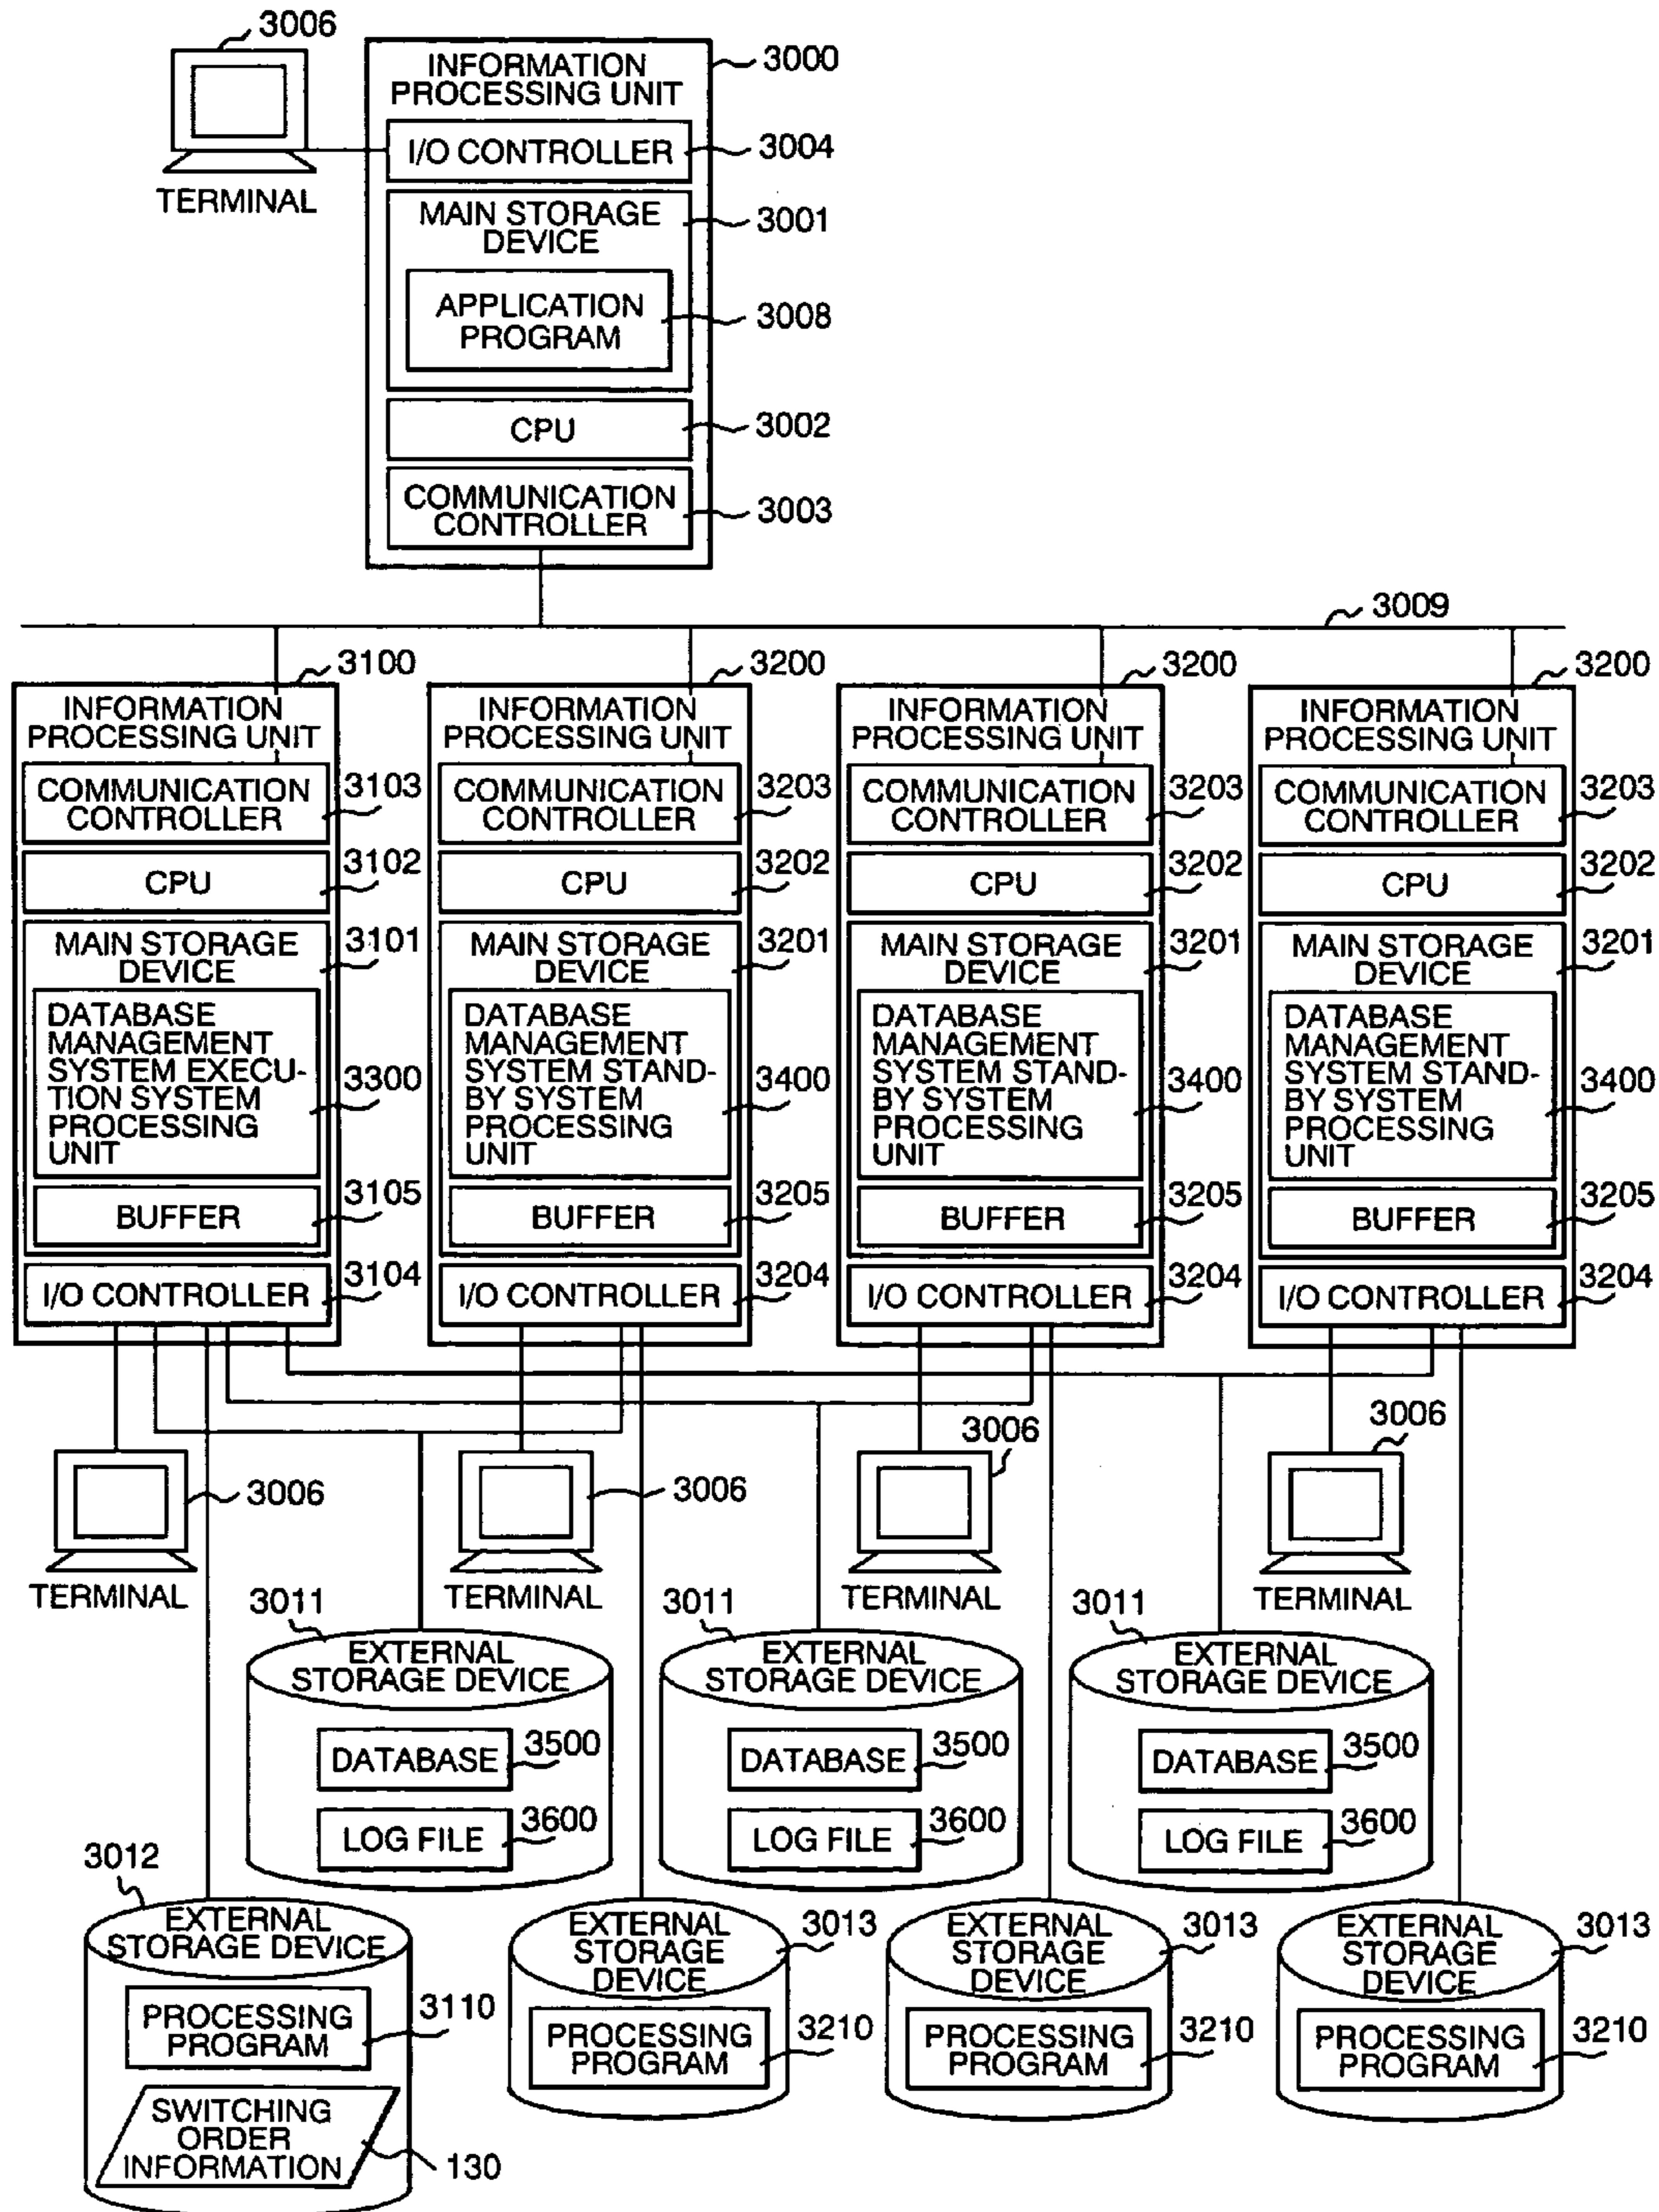 3006
3000
INFORMATION
PROCESSING UNIT
I/O CONTROLLER
3004
TERMINAL
MAIN STORAGE
DEVICE
3001
APPLICATION
PROGRAM
3008
CPU
3002
COMMUNICATION
CONTROLLER
3003
3009
3100
INFORMATION
PROCESSING UNIT
COMMUNICATION
CONTROLLER
3103
CPU
3102
MAIN STORAGE
DEVICE
3101
DATABASE
MANAGEMENT
SYSTEM EXECU-
TION SYSTEM
PROCESSING
UNIT
3300
BUFFER
3105
I/O CONTROLLER
3104
3200
INFORMATION
PROCESSING UNIT
COMMUNICATION
CONTROLLER
3203
CPU
3202
MAIN STORAGE
DEVICE
3201
DATABASE
MANAGEMENT
SYSTEM STAND-
BY SYSTEM
PROCESSING
UNIT
3400
BUFFER
3205
I/O CONTROLLER
3204
3200
INFORMATION
PROCESSING UNIT
COMMUNICATION
CONTROLLER
3203
CPU
3202
MAIN STORAGE
DEVICE
3201
DATABASE
MANAGEMENT
SYSTEM STAND-
BY SYSTEM
PROCESSING
UNIT
3400
BUFFER
3205
I/O CONTROLLER
3204
3200
INFORMATION
PROCESSING UNIT
COMMUNICATION
CONTROLLER
3203
CPU
3202
MAIN STORAGE
DEVICE
3201
DATABASE
MANAGEMENT
SYSTEM STAND-
BY SYSTEM
PROCESSING
UNIT
3400
BUFFER
3205
I/O CONTROLLER
3204
3006
TERMINAL
3006
TERMINAL
3006
TERMINAL
3006
TERMINAL
3011
EXTERNAL
STORAGE DEVICE
DATABASE
3500
LOG FILE
3600
3011
EXTERNAL
STORAGE DEVICE
DATABASE
3500
LOG FILE
3600
3011
EXTERNAL
STORAGE DEVICE
DATABASE
3500
LOG FILE
3600
3012
EXTERNAL
STORAGE DEVICE
PROCESSING
PROGRAM
3110
SWITCHING
ORDER
INFORMATION
130
EXTERNAL
STORAGE
DEVICE
3013
PROCESSING
PROGRAM
3210
EXTERNAL
STORAGE
DEVICE
3013
PROCESSING
PROGRAM
3210
EXTERNAL
STORAGE
DEVICE
3013
PROCESSING
PROGRAM
3210